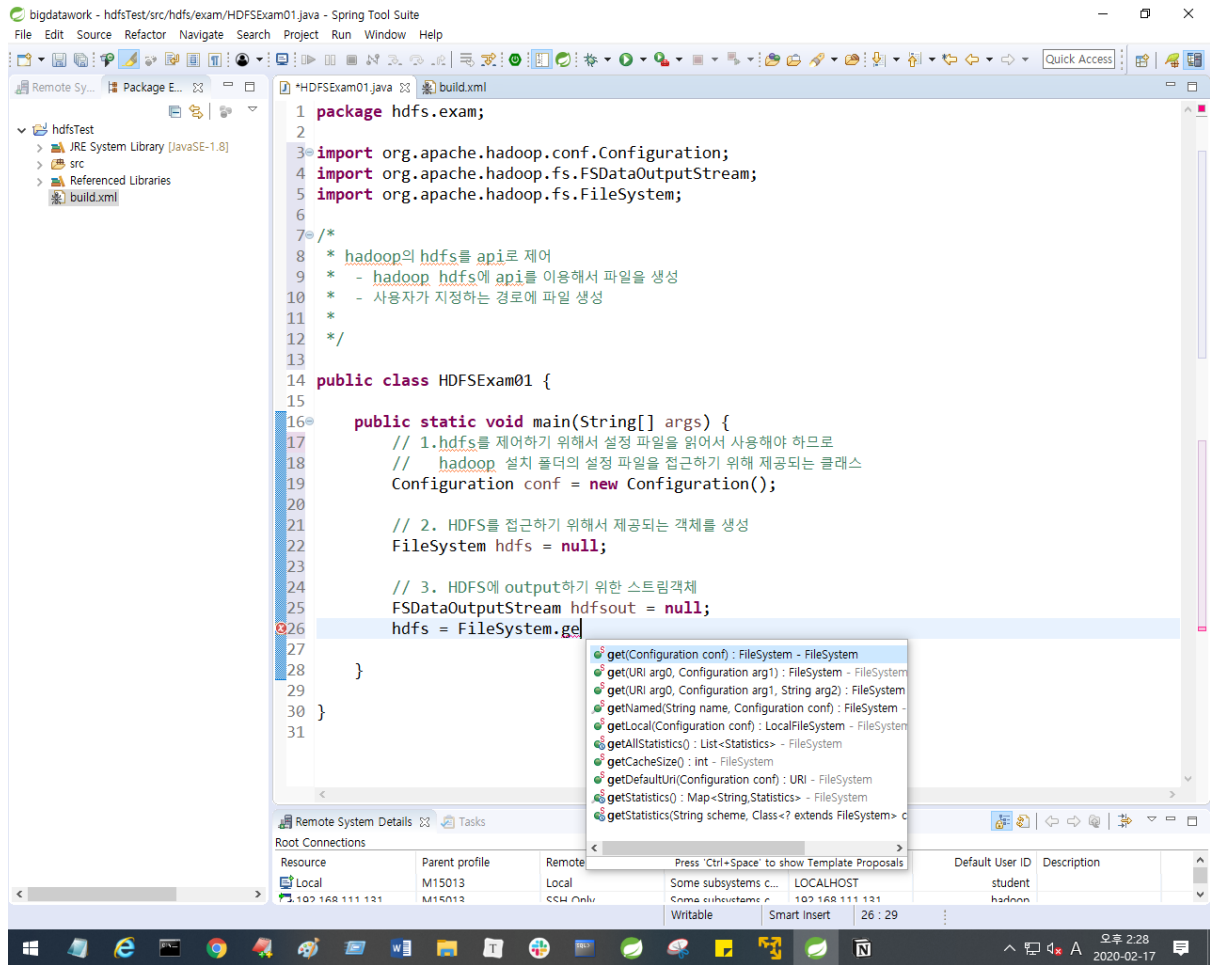 bigdatawork - hdfsTest/src/hdfs/exam/HDFSExam01.java - Spring Tool Suite
File Edit Source Refactor Navigate Search Project Run Window Help
Quick Access
Remote Sy... Package E...
*HDFSExam01.java build.xml
hdfsTest
JRE System Library [JavaSE-1.8]
src
Referenced Libraries
build.xml
1 package hdfs.exam;
2
3 import org.apache.hadoop.conf.Configuration;
4 import org.apache.hadoop.fs.FSDataOutputStream;
5 import org.apache.hadoop.fs.FileSystem;
6
7 /*
8 * hadoop의 hdfs를 api로 제어
9 * - hadoop hdfs에 api를 이용해서 파일을 생성
10 * - 사용자가 지정하는 경로에 파일 생성
11 *
12 */
13
14 public class HDFSExam01 {
15
16 public static void main(String[] args) {
17 // 1.hdfs를 제어하기 위해서 설정 파일을 읽어서 사용해야 하므로
18 // hadoop 설치 폴더의 설정 파일을 접근하기 위해 제공되는 클래스
19 Configuration conf = new Configuration();
20
21 // 2. HDFS를 접근하기 위해서 제공되는 객체를 생성
22 FileSystem hdfs = null;
23
24 // 3. HDFS에 output하기 위한 스트림객체
25 FSDataOutputStream hdfsout = null;
26 hdfs = FileSystem.ge
27
28 }
29
30 }
31
get(Configuration conf) : FileSystem - FileSystem
get(URI arg0, Configuration arg1) : FileSystem - FileSystem
get(URI arg0, Configuration arg1, String arg2) : FileSystem
getNamed(String name, Configuration conf) : FileSystem -
getLocal(Configuration conf) : LocalFileSystem - FileSystem
getAllStatistics() : List<Statistics> - FileSystem
getCacheSize() : int - FileSystem
getDefaultUri(Configuration conf) : URI - FileSystem
getStatistics() : Map<String,Statistics> - FileSystem
getStatistics(String scheme, Class<? extends FileSystem> c
Press 'Ctrl+Space' to show Template Proposals
Remote System Details Tasks
Root Connections
Resource Parent profile Remote Default User ID Description
Local M15013 Local Some subsystems c... LOCALHOST student
192.168.111.131 M15013 SSH Only Some subsystems c... 192.168.111.131 hadoop
Writable Smart Insert 26 : 29
A 오후 2:28
2020-02-17